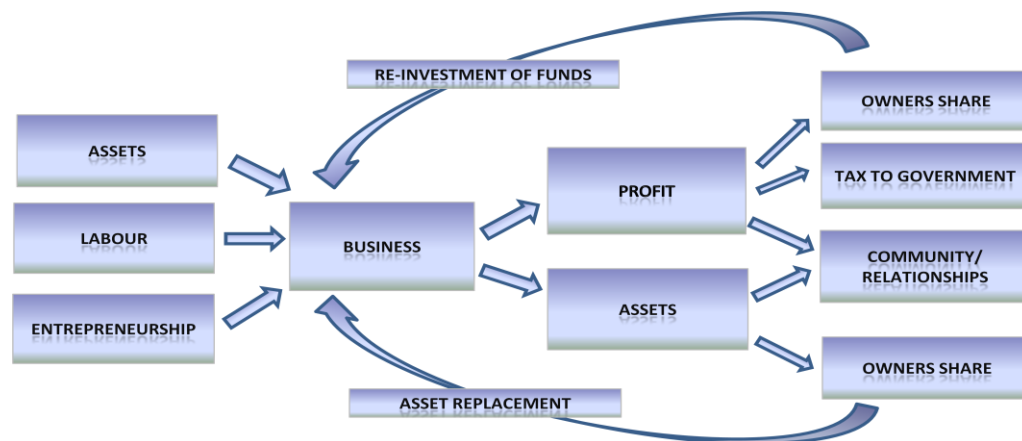 RE-INVESTMENT OF FUNDS
OWNERS SHARE
ASSETS
PROFIT
TAX TO GOVERNMENT
LABOUR
BUSINESS
COMMUNITY/
RELATIONSHIPS
ENTREPRENEURSHIP
ASSETS
OWNERS SHARE
ASSET REPLACEMENT